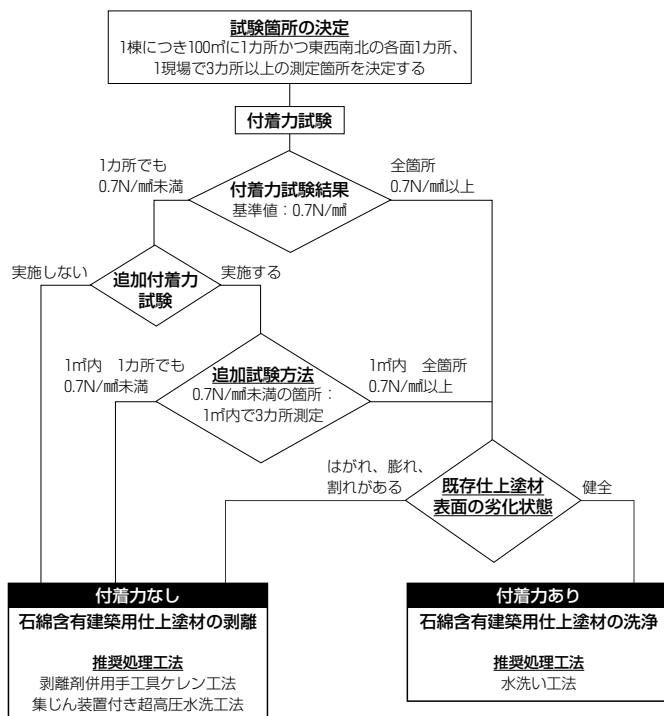 試験箇所の決定
1棟につき100㎡に1カ所かつ東西南北の各面1カ所、
1現場で3カ所以上の測定箇所を決定する
付着力試験
1カ所でも
0.7N/㎟未満
付着力試験結果
基準値：0.7N/㎟
全箇所
0.7N/㎟以上
実施しない
追加付着力
試験
実施する
1㎡内　1カ所でも
0.7N/㎟未満
追加試験方法
0.7N/㎟未満の箇所：
1㎡内で3カ所測定
1㎡内　全箇所
0.7N/㎟以上
はがれ、膨れ、
割れがある
既存仕上塗材
表面の劣化状態
健全
付着力なし
石綿含有建築用仕上塗材の剥離
推奨処理工法
剥離剤併用手工具ケレン工法
集じん装置付き超高圧水洗工法
付着力あり
石綿含有建築用仕上塗材の洗浄
推奨処理工法
水洗い工法